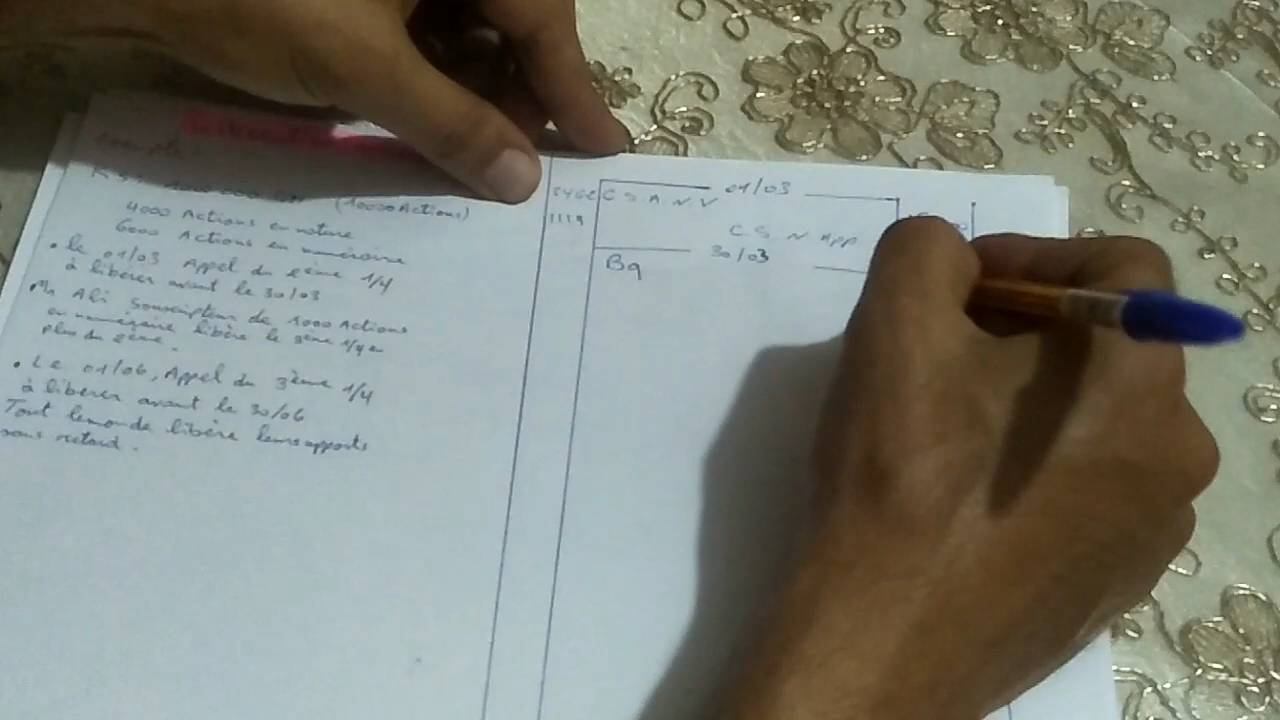 (10000 Actions)
4000 Actions en nature
6000 Actions en numéraire
• le 01/03 Appel du 2ème 1/4
à libérer avant le 30/03
Mr Ali Souscripteur de 1000 Actions
en numéraire libère le 3ème 1/4 en
plus du 2ème.
• Le 01/06, Appel du 3ème 1/4
à libérer avant le 30/06
Tout lemonde libère leurs apports
sans retard.
01/03
C.S.A.N.V
1119
C.S. N App
30/03
Bq